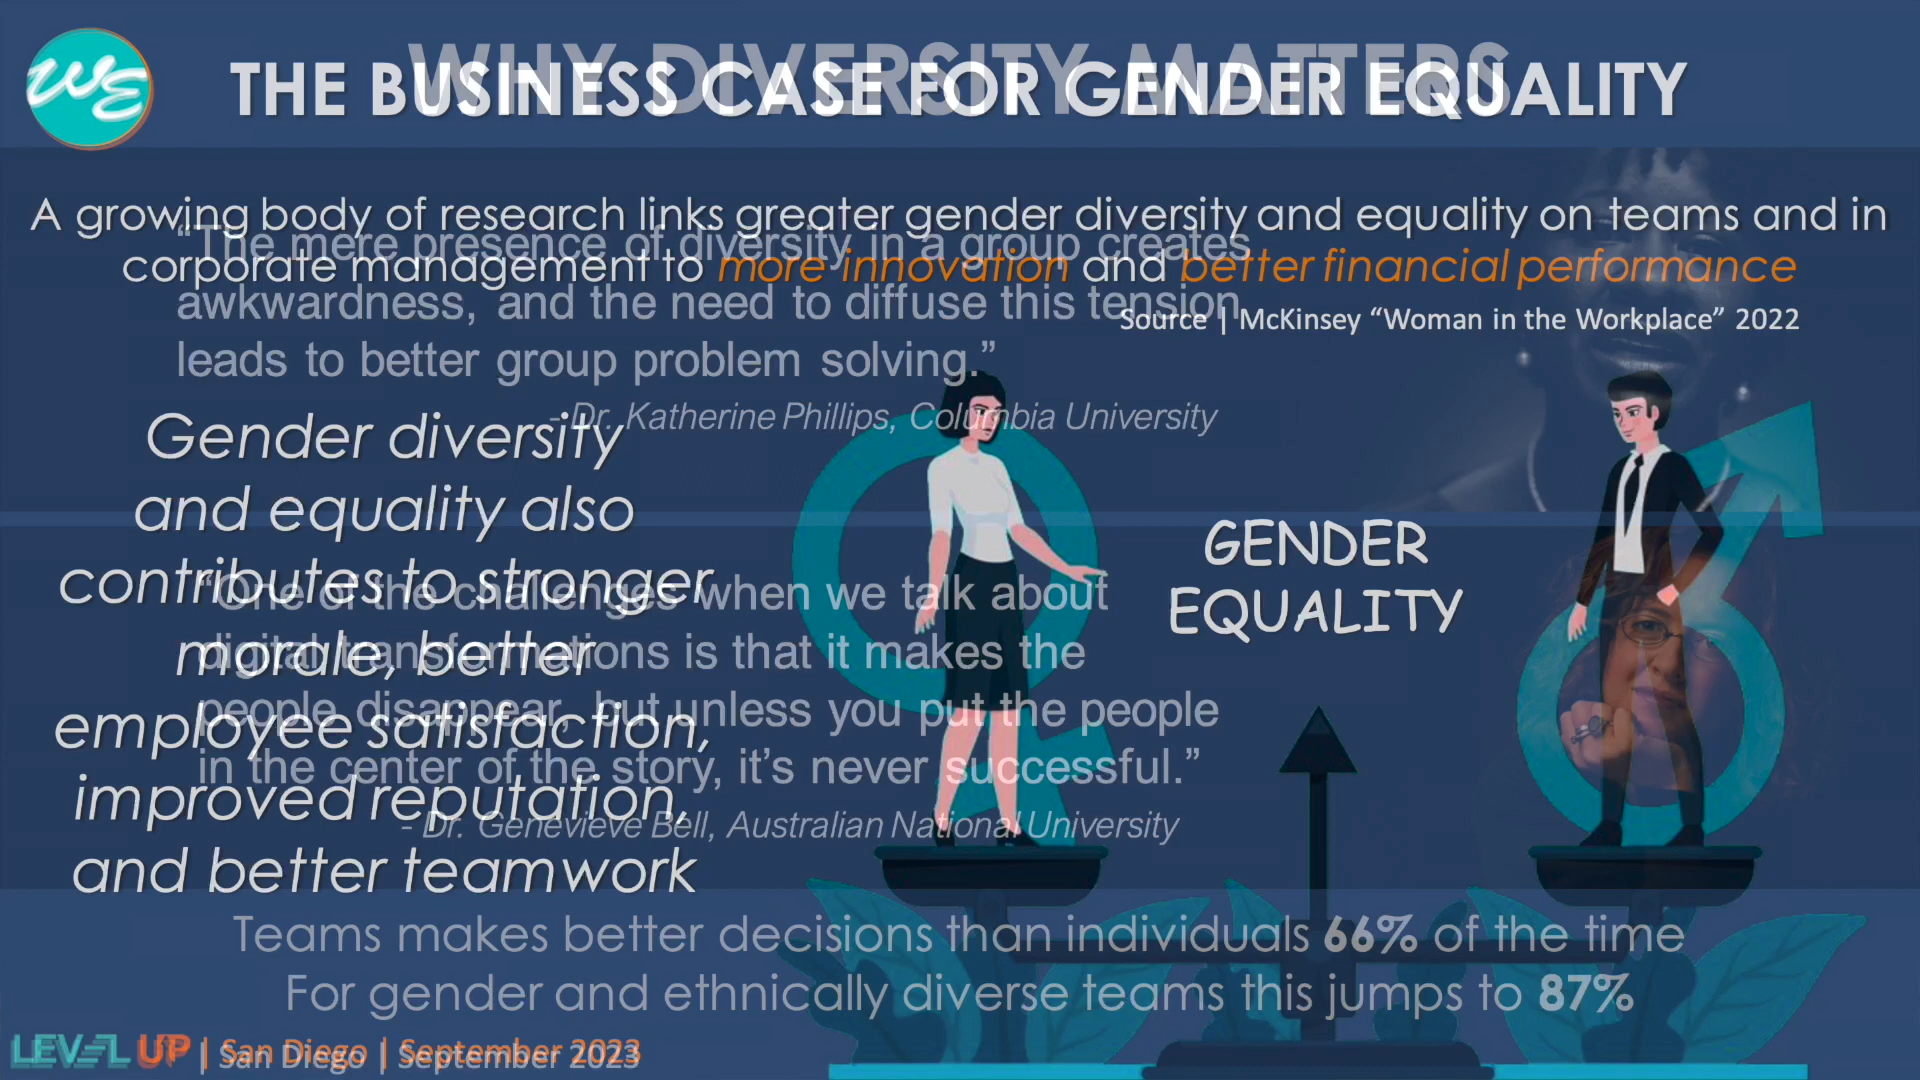 WE
THE BUSINESS CASE FOR GENDER EQUALITY
WHY DIVERSITY MATTERS
A growing body of research links greater gender diversity and equality on teams and in
corporate management to more innovation and better financial performance
Source | McKinsey “Woman in the Workplace” 2022
“The mere presence of diversity in a group creates
awkwardness, and the need to diffuse this tension
leads to better group problem solving.”
- Dr. Katherine Phillips, Columbia University
Gender diversity
and equality also
contributes to stronger
morale, better
employee satisfaction,
improved reputation,
and better teamwork
GENDER
EQUALITY
“One of the challenges when we talk about
digital transformations is that it makes the
people disappear, but unless you put the people
in the center of the story, it’s never successful.”
- Dr. Genevieve Bell, Australian National University
Teams makes better decisions than individuals 66% of the time
For gender and ethnically diverse teams this jumps to 87%
LEVEL UP | San Diego | September 2023